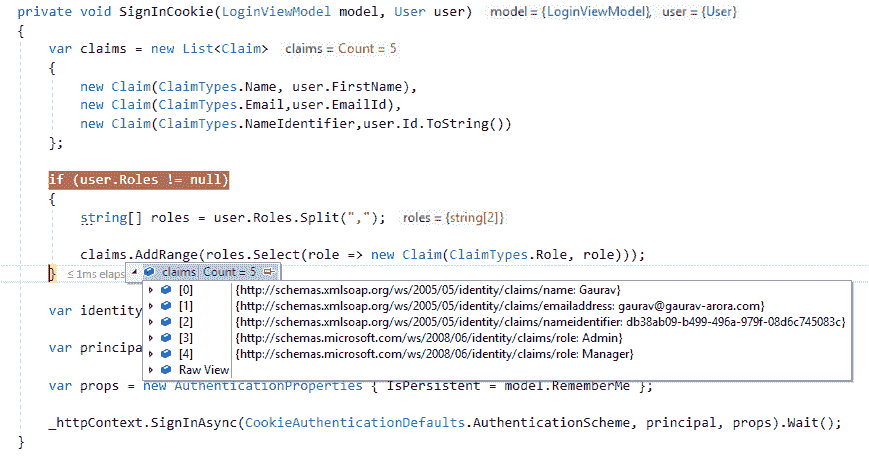 private void SignInCookie(LoginViewModel model, User user) model = {LoginViewModel}, user = {User}
{
var claims = new List<Claim> claims = Count = 5
{
new Claim(ClaimTypes.Name, user.FirstName),
new Claim(ClaimTypes.Email,user.EmailId),
new Claim(ClaimTypes.NameIdentifier,user.Id.ToString())
};
if (user.Roles != null)
{
string[] roles = user.Roles.Split(","); roles = {string[2]}
claims.AddRange(roles.Select(role => new Claim(ClaimTypes.Role, role)));
} ≤ 1ms elaps claims Count = 5
[0] {http://schemas.xmlsoap.org/ws/2005/05/identity/claims/name: Gaurav}
[1] {http://schemas.xmlsoap.org/ws/2005/05/identity/claims/emailaddress: gaurav@gaurav-arora.com}
var identity [2] {http://schemas.xmlsoap.org/ws/2005/05/identity/claims/nameidentifier: db38ab09-b499-496a-979f-08d6c745083c}
[3] {http://schemas.microsoft.com/ws/2008/06/identity/claims/role: Admin}
var principa [4] {http://schemas.microsoft.com/ws/2008/06/identity/claims/role: Manager}
Raw View
var props = new AuthenticationProperties { IsPersistent = model.RememberMe };
_httpContext.SignInAsync(CookieAuthenticationDefaults.AuthenticationScheme, principal, props).Wait();
}